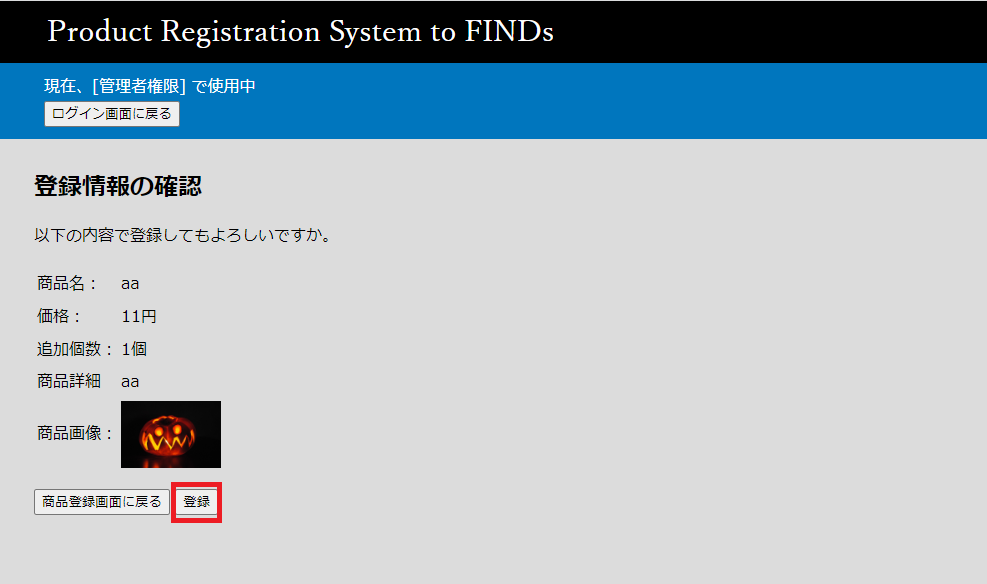 Product Registration System to FINDs
現在、[管理者権限] で使用中
ログイン画面に戻る
登録情報の確認
以下の内容で登録してもよろしいですか。
商品名： aa
価格： 11円
追加個数： 1個
商品詳細 aa
商品画像：
商品登録画面に戻る 登録